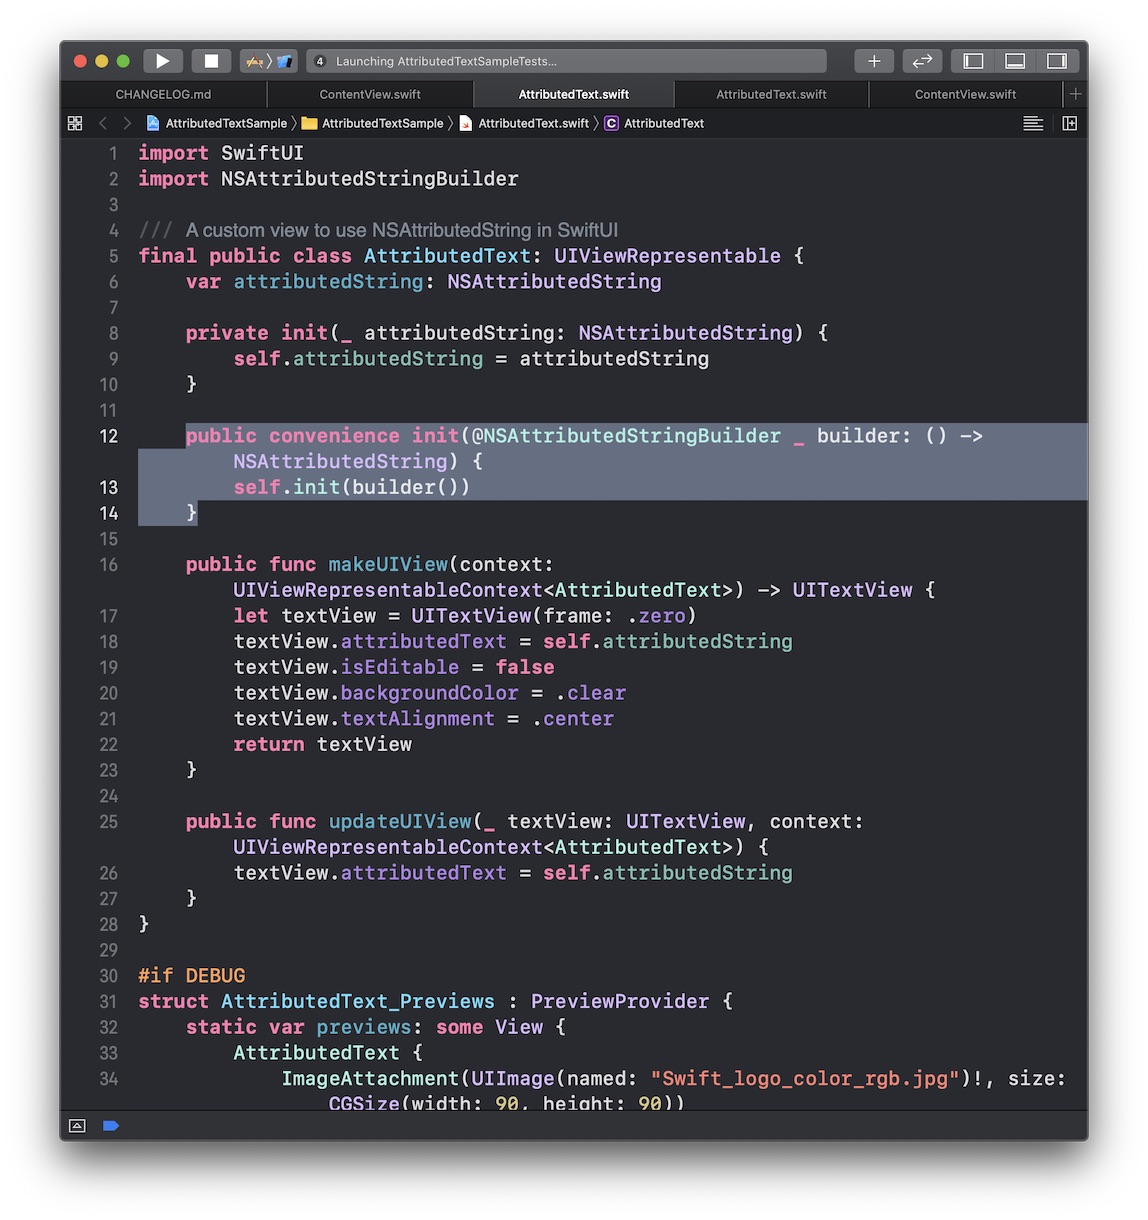 4 Launching AttributedTextSampleTests...
CHANGELOG.md ContentView.swift AttributedText.swift AttributedText.swift ContentView.swift
AttributedTextSample AttributedTextSample AttributedText.swift C AttributedText
1 import SwiftUI
2 import NSAttributedStringBuilder
3
4 /// A custom view to use NSAttributedString in SwiftUI
5 final public class AttributedText: UIViewRepresentable {
6 var attributedString: NSAttributedString
7
8 private init(_ attributedString: NSAttributedString) {
9 self.attributedString = attributedString
10 }
11
12 public convenience init(@NSAttributedStringBuilder _ builder: () ->
NSAttributedString) {
13 self.init(builder())
14 }
15
16 public func makeUIView(context:
UIViewRepresentableContext<AttributedText>) -> UITextView {
17 let textView = UITextView(frame: .zero)
18 textView.attributedText = self.attributedString
19 textView.isEditable = false
20 textView.backgroundColor = .clear
21 textView.textAlignment = .center
22 return textView
23 }
24
25 public func updateUIView(_ textView: UITextView, context:
UIViewRepresentableContext<AttributedText>) {
26 textView.attributedText = self.attributedString
27 }
28 }
29
30 #if DEBUG
31 struct AttributedText_Previews : PreviewProvider {
32 static var previews: some View {
33 AttributedText {
34 ImageAttachment(UIImage(named: "Swift_logo_color_rgb.jpg")!, size:
CGSize(width: 90, height: 90))